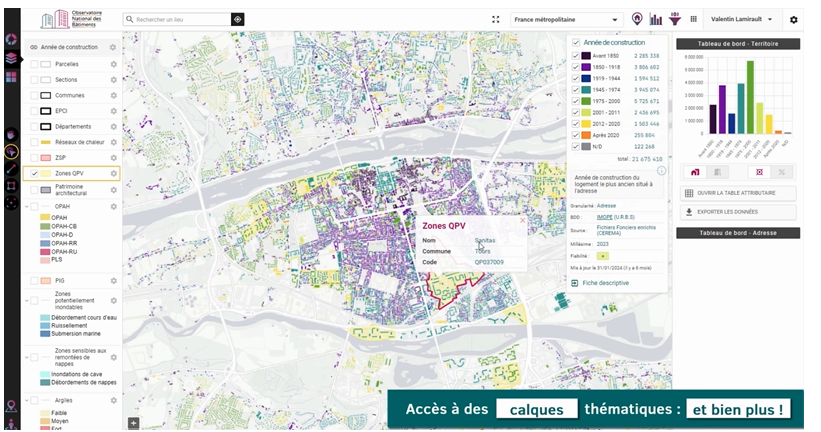 Observatoire
National des
Bâtiments
Rechercher un lieu
France métropolitaine
Valentin Lamirault
Année de construction
Parcelles
Sections
Communes
EPCI
Départements
Réseaux de chaleur
ZSP
Zones QPV
Patrimoine
architectural
OPAH
OPAH
OPAH-CB
OPAH-D
OPAH-RR
OPAH-RU
PLS
PIG
Zones
potentiellement
inondables
Débordement cours d'eau
Ruissellement
Submersion marine
Zones sensibles aux
remontées de
nappes
Inondations de cave
Débordements de nappes
Argiles
Faible
Moyen
Fort
Zones QPV
Nom Sanitas
Commune Tours
Code QP037009
Année de construction
Avant 1850 2 285 338
1850 - 1918 3 806 682
1919 - 1944 1 594 512
1945 - 1974 3 945 874
1975 - 2000 5 725 671
2001 - 2011 2 456 695
2012 - 2020 1 503 446
Après 2020 255 804
N/D 122 268
total : 21 675 410
Année de construction du
logement le plus ancien situé à
l'adresse
Granularité : Adresse
BDD : IMOPE (U.R.B.S)
Source : Fichiers Fonciers enrichis
(CEREMA)
Millésime : 2023
Fiabilité :
Mis à jour le 31/01/2024 (il y a 6 mois)
Fiche descriptive
Tableau de bord - Territoire
6 000 000
5 000 000
4 000 000
3 000 000
2 000 000
1 000 000
0
Avant 1850
1850 - 1918
1919 - 1944
1945 - 1974
1975 - 2000
2001 - 2011
2012 - 2020
Après 2020
N/D
OUVRIR LA TABLE ATTRIBUTAIRE
EXPORTER LES DONNÉES
Tableau de bord - Adresse
Accès à des calques thématiques : et bien plus !